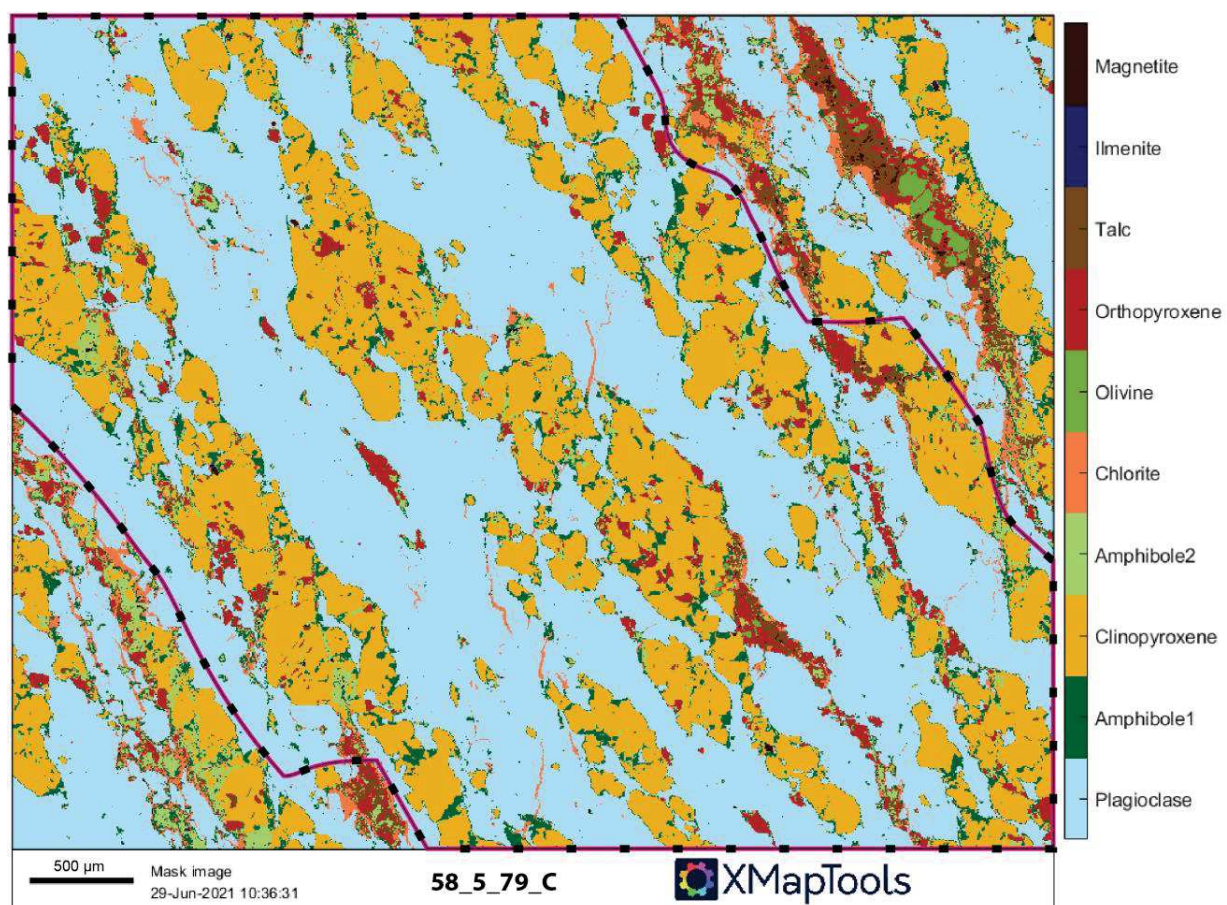 Magnetite
Ilmenite
Talc
Orthopyroxene
Olivine
Chlorite
Amphibole2
Clinopyroxene
Amphibole1
Plagioclase
500 µm
Mask image
29-Jun-2021 10:36:31
58_5_79_C
XMapTools